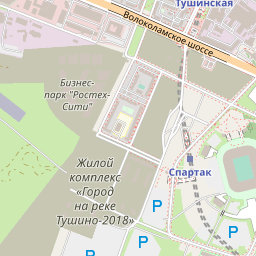 Тушинская
Волоколамское шоссе
Бизнес-
парк "Ростех-
Сити"
Жилой
комплекс
«Город
на реке
Тушино-2018»
Спартак
P
P
P
P